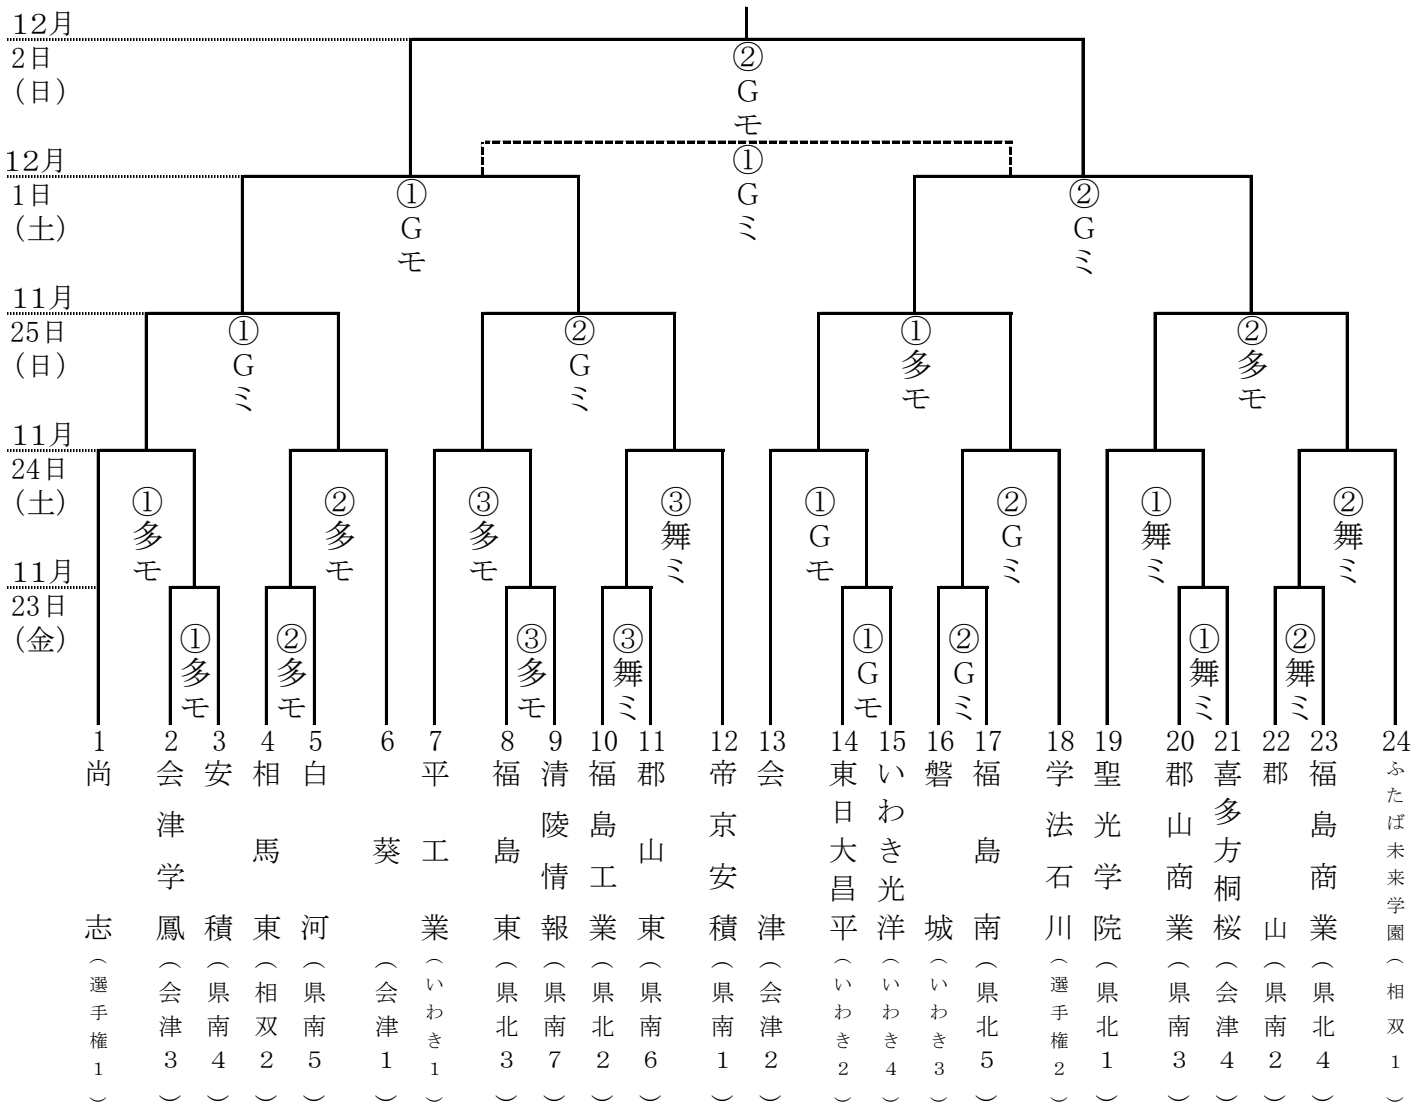 12月
2日
（日）
②Gモ
12月
1日
（土）
①Gミ
①Gモ
②Gミ
11月
25日
（日）
①Gミ
②Gミ
①多モ
②多モ
11月
24日
（土）
①多モ
②多モ
③多モ
③舞ミ
①Gモ
②Gミ
①舞ミ
②舞ミ
11月
23日
（金）
①多モ
②多モ
③多モ
③舞ミ
①Gモ
②Gミ
①舞ミ
②舞ミ
1 尚志（選手権1）
2 会津学鳳（会津3）
3 安積（県南4）
4 相馬東（相双2）
5 白河（県南5）
6 葵（会津1）
7 平工業（いわき1）
8 福島東（県北3）
9 清陵情報（県南7）
10 福島工業（県北2）
11 郡山東（県南6）
12 帝京安積（県南1）
13 会津（会津2）
14 東日大昌平（いわき2）
15 いわき光洋（いわき4）
16 磐城（いわき3）
17 福島南（県北5）
18 学法石川（選手権2）
19 聖光学院（県北1）
20 郡山商業（県南3）
21 喜多方桐桜（会津4）
22 郡山（県南2）
23 福島商業（県北4）
24 ふたば未来学園（相双1）